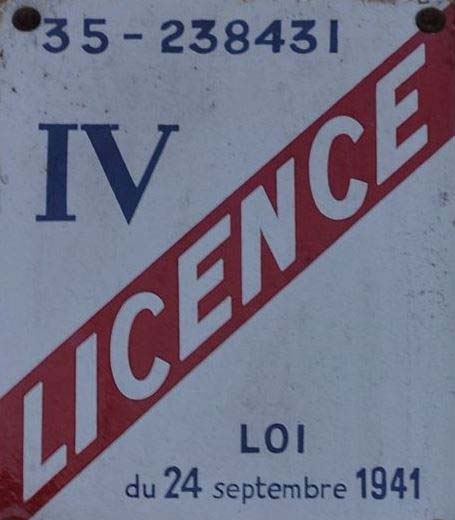 35-238431
IV
LICENCE
LOI
du 24 septembre 1941